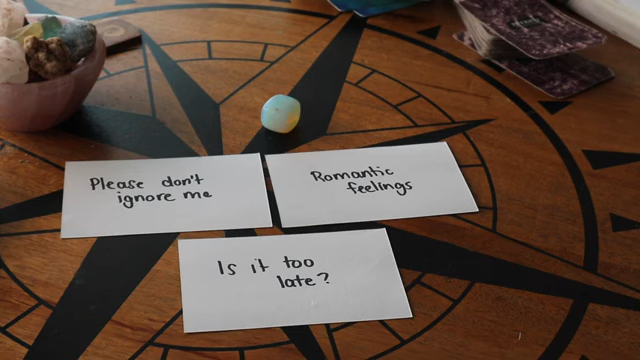 Please don't
ignore me
Romantic
feelings
Is it too
late?